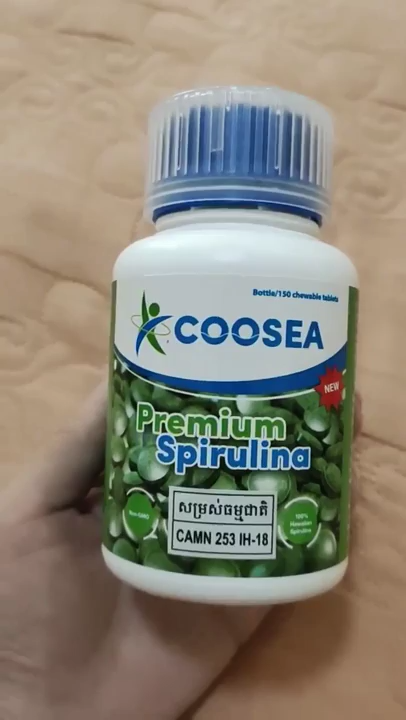 Bottle/150 chewable tablets
COOSEA
NEW
Premium
Spirulina
សម្រស់ធម្មជាតិ
CAMN 253 IH-18
Non-GMO
100%
Hawaiian
Spirulina